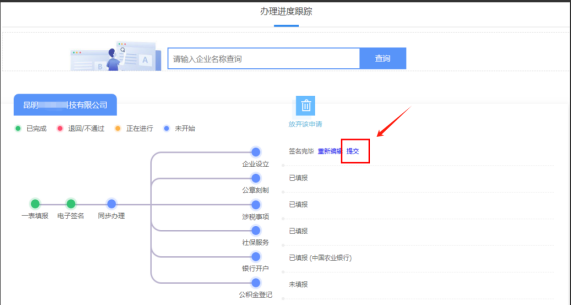 办理进度跟踪
请输入企业名称查询
查询
A
昆明 科技有限公司
放弃该申请
已完成
退回/不通过
正在进行
未开始
签名完毕 重新编辑 提交
企业设立
已填报
公章刻制
一表填报
电子签名
同步办理
已填报
涉税事项
已填报
社保服务
已填报 (中国农业银行)
银行开户
未填报
公积金登记